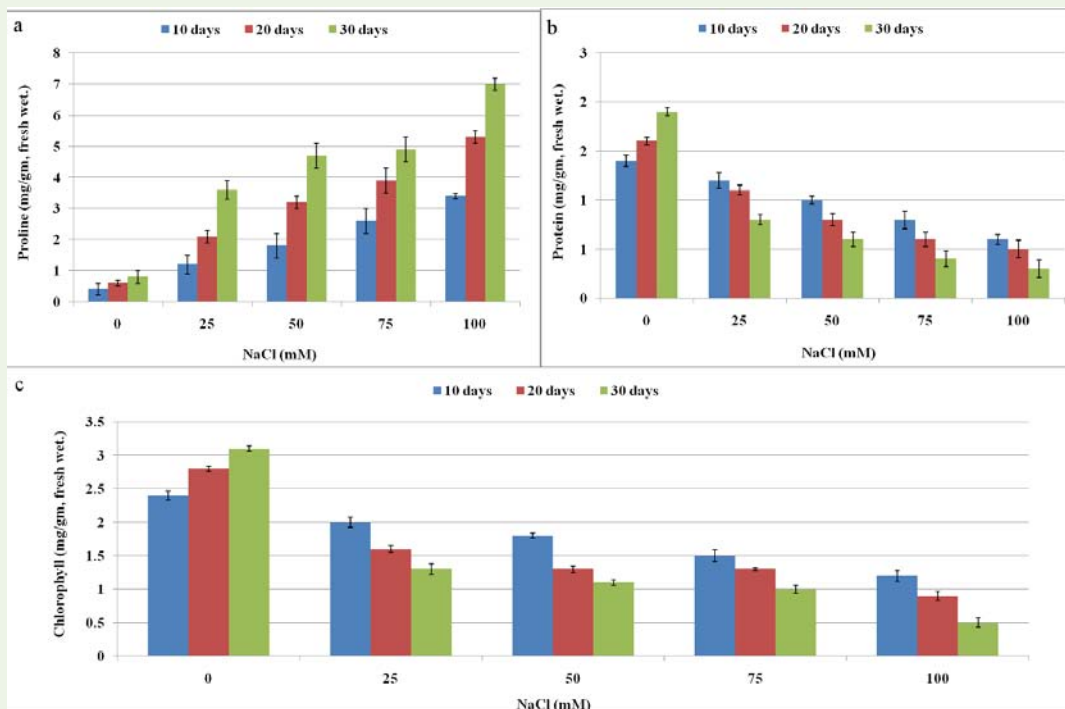 a
10 days 20 days 30 days
Proline (mg/gm, fresh wet.)
8
7
6
5
4
3
2
1
0
0 25 50 75 100
NaCl (mM)
b
10 days 20 days 30 days
Protein (mg/gm, fresh wet.)
3
2
2
1
1
0
0 25 50 75 100
NaCl (mM)
c
10 days 20 days 30 days
Chlorophyll (mg/gm, fresh wet.)
3.5
3
2.5
2
1.5
1
0.5
0
0 25 50 75 100
NaCl (mM)